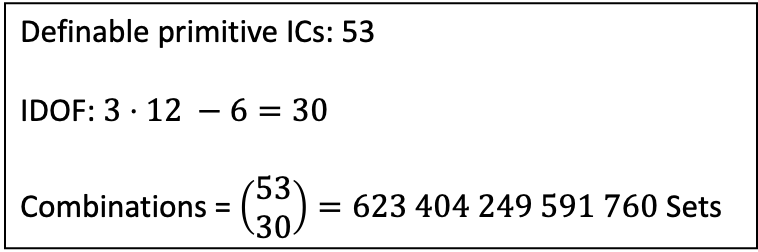 Definable primitive ICs: 53
IDOF: 3 · 12 − 6 = 30
Combinations = (53 30) = 623 404 249 591 760 Sets